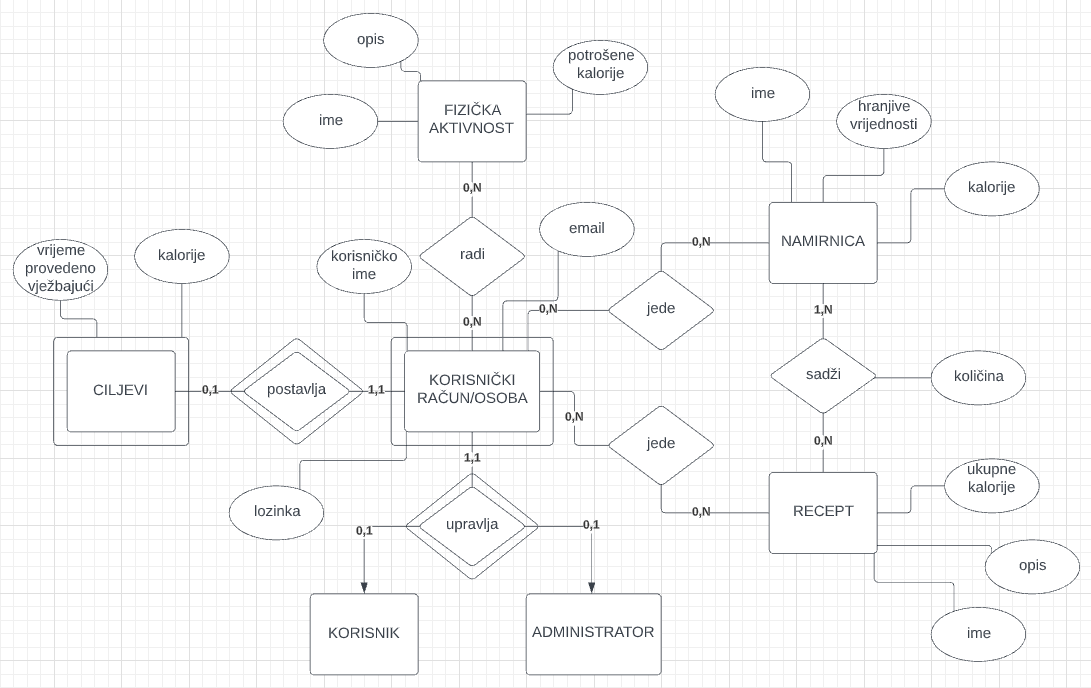 opis
potrošene
kalorije
ime
FIZIČKA
AKTIVNOST
ime
hranjive
vrijednosti
kalorije
0,N
NAMIRNICA
vrijeme
provedeno
vježbajući
kalorije
korisničko
ime
radi
email
0,N
jede
0,N
0,N
1,N
CILJEVI
0,1
postavlja
1,1
KORISNIČKI
RAČUN/OSOBA
sadži
količina
0,N
jede
0,N
1,1
0,N
lozinka
upravlja
RECEPT
ukupne
kalorije
0,1
0,1
opis
KORISNIK
ADMINISTRATOR
ime